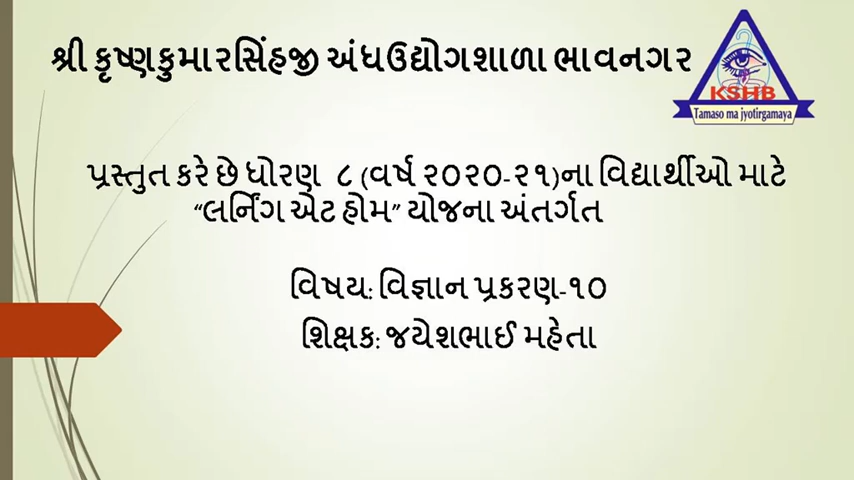 શ્રી કૃષ્ણકુમારસિંહજી અંધઉદ્યોગશાળા ભાવનગર
KSHB
Tamaso ma jyotirgamaya
પ્રસ્તુત કરે છે ધોરણ ૮ (વર્ષ ૨૦૨૦-૨૧)ના વિદ્યાર્થીઓ માટે
“લર્નિંગ એટ હોમ” યોજના અંતર્ગત
વિષય: વિજ્ઞાન પ્રકરણ-૧૦
શિક્ષક: જયેશભાઈ મહેતા